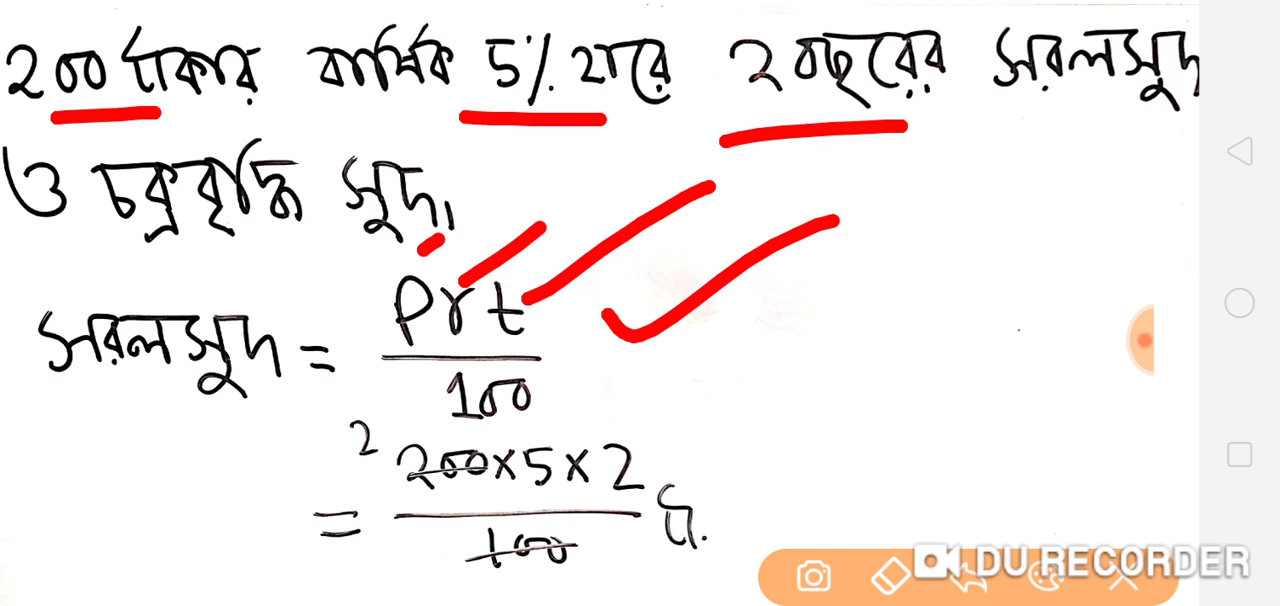 ২০০ টাকার বার্ষিক 5% হারে ২ বছরের সরলসুদ
ও চক্রবৃদ্ধি সুদ।
সরলসুদ = Prt / 100
= 2 200×5×2 / 100 টা.
DU RECORDER